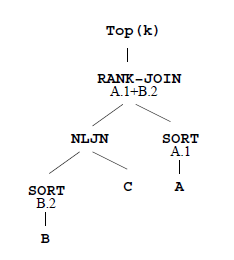 Top(k)
RANK-JOIN
A.1+B.2
NLJN SORT
A.1
SORT C A
B.2
B